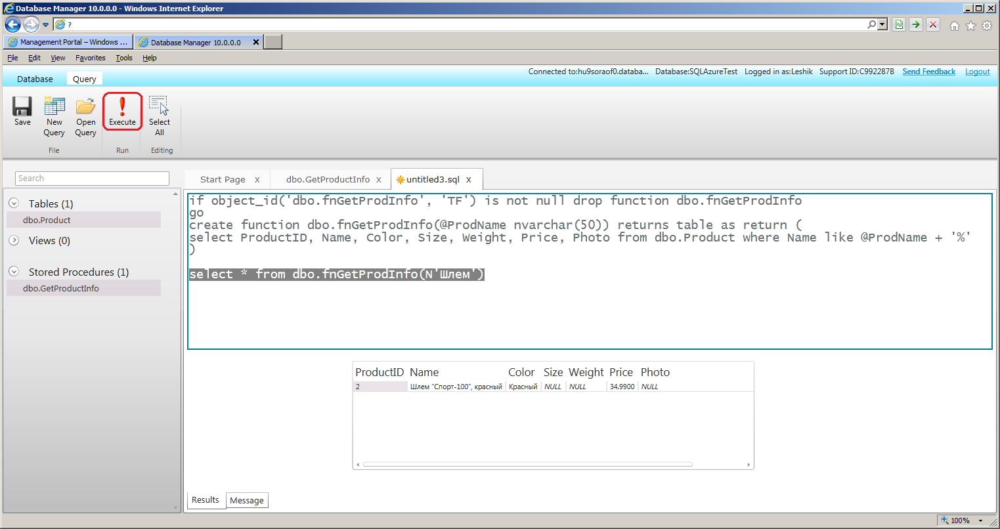 Database Manager 10.0.0.0 - Windows Internet Explorer
?
Management Portal – Windows ...
Database Manager 10.0.0.0
File Edit View Favorites Tools Help
Database Query
Connected to:hu9soraof0.databa... Database:SQLAzureTest Logged in as:Leshik Support ID:C992287B Send Feedback Logout
Save
New Query
Open Query
Execute
Select All
File Run Editing
Search
Tables (1)
dbo.Product
Views (0)
Stored Procedures (1)
dbo.GetProductInfo
Start Page X dbo.GetProductInfo X untitled3.sql X
if object_id('dbo.fnGetProdInfo', 'TF') is not null drop function dbo.fnGetProdInfo
go
create function dbo.fnGetProdInfo(@ProdName nvarchar(50)) returns table as return (
select ProductID, Name, Color, Size, Weight, Price, Photo from dbo.Product where Name like @ProdName + '%'
)
select * from dbo.fnGetProdInfo(N'Шлем')
ProductID Name Color Size Weight Price Photo
2 Шлем "Спорт-100", красный Красный NULL NULL 34.9900 NULL
Results Message
100%